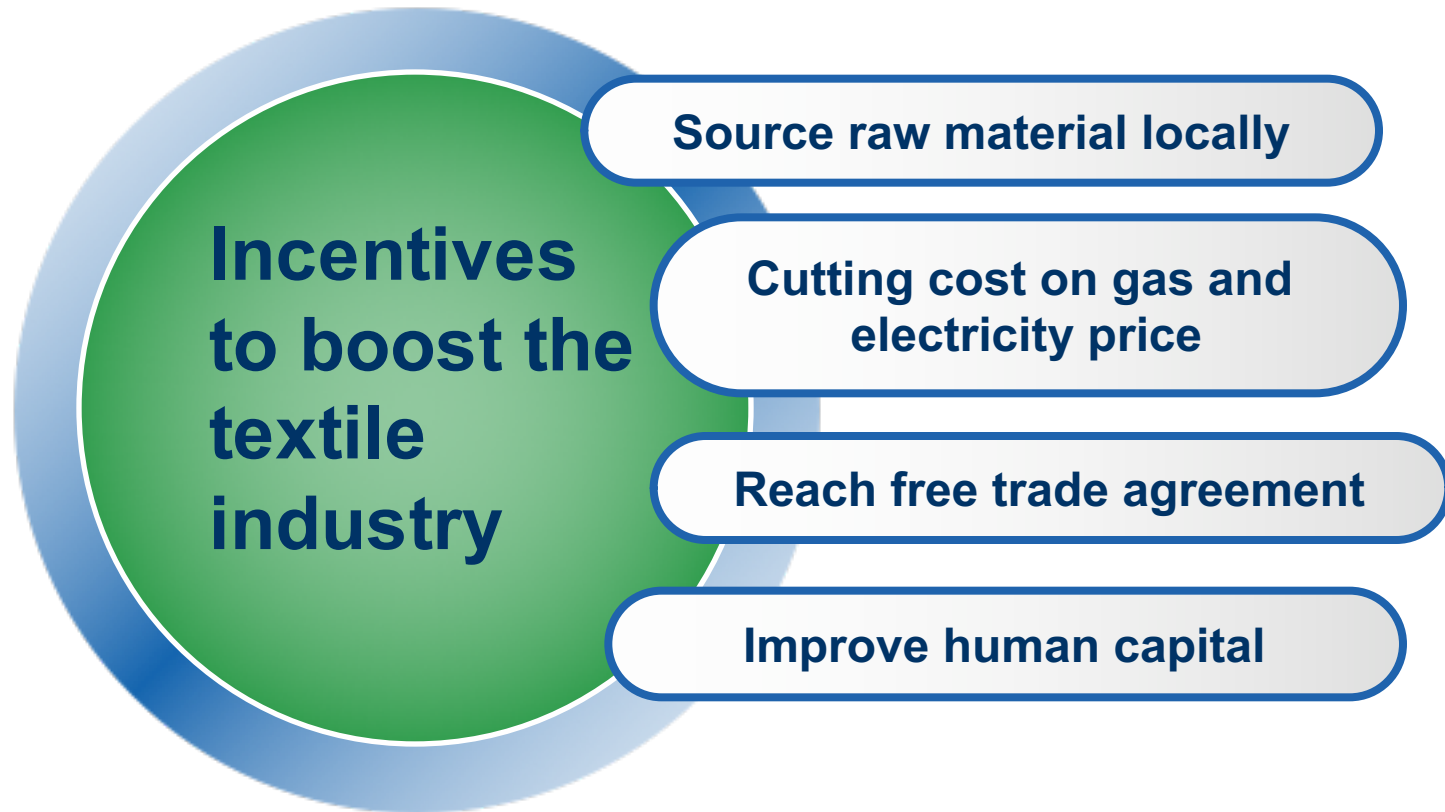 Incentives
to boost the
textile
industry
Source raw material locally
Cutting cost on gas and
electricity price
Reach free trade agreement
Improve human capital